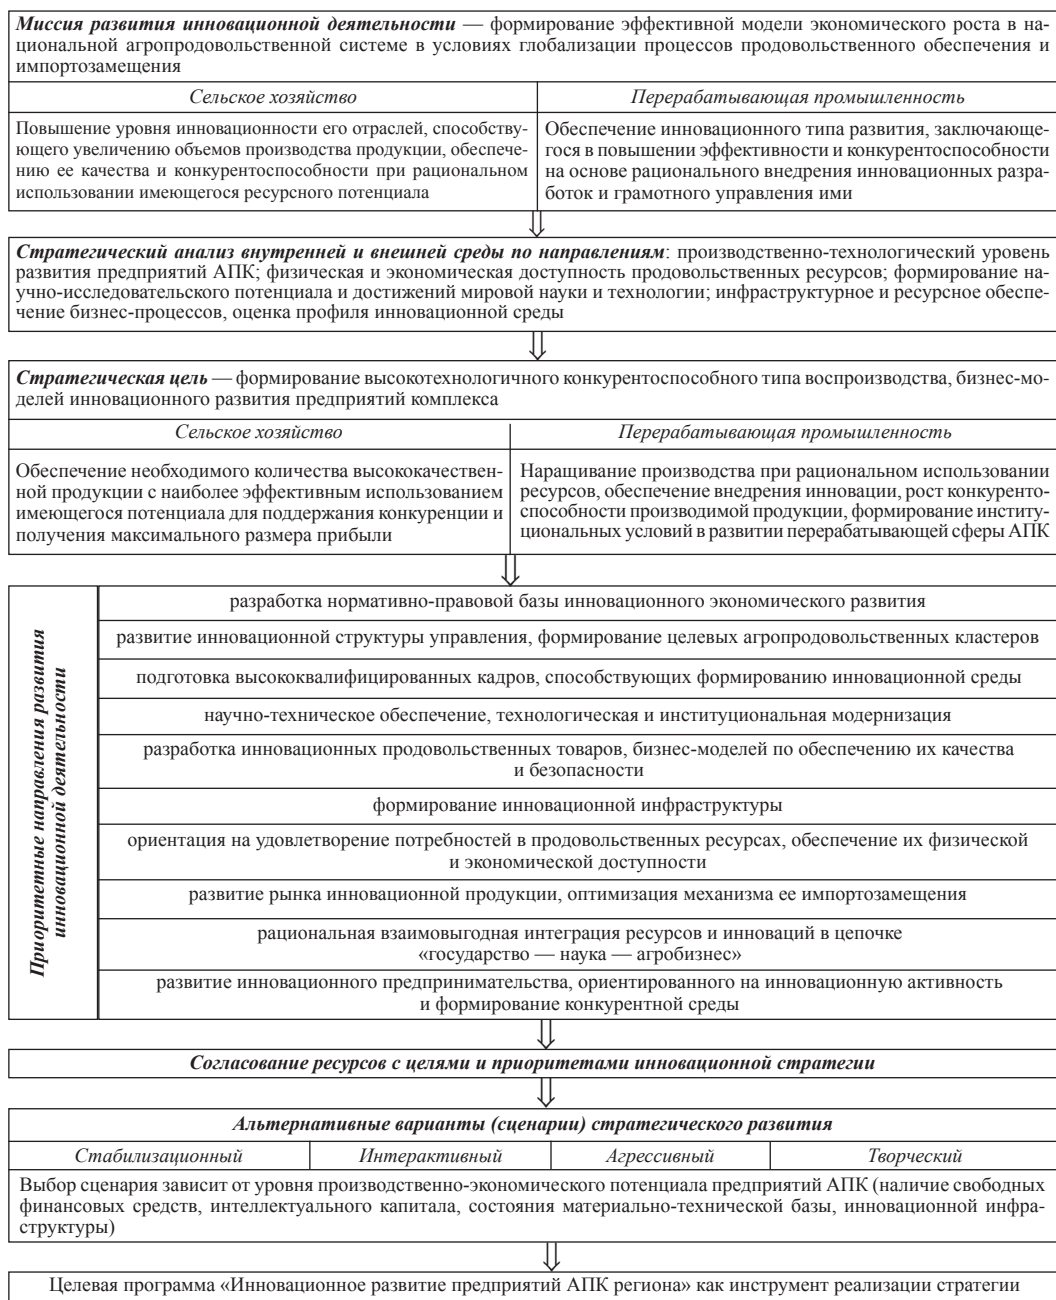 Миссия развития инновационной деятельности — формирование эффективной модели экономического роста в на-
циональной агропродовольственной системе в условиях глобализации процессов продовольственного обеспечения и
импортозамещения
Сельское хозяйство
Повышение уровня инновационности его отраслей, способству-
ющего увеличению объемов производства продукции, обеспече-
нию ее качества и конкурентоспособности при рациональном
использовании имеющегося ресурсного потенциала
Перерабатывающая промышленность
Обеспечение инновационного типа развития, заключающе-
гося в повышении эффективности и конкурентоспособности
на основе рационального внедрения инновационных разра-
боток и грамотного управления ими
Стратегический анализ внутренней и внешней среды по направлениям: производственно-технологический уровень
развития предприятий АПК; физическая и экономическая доступность продовольственных ресурсов; формирование на-
учно-исследовательского потенциала и достижений мировой науки и технологии; инфраструктурное и ресурсное обеспе-
чение бизнес-процессов, оценка профиля инновационной среды
Стратегическая цель — формирование высокотехнологичного конкурентоспособного типа воспроизводства, бизнес-мо-
делей инновационного развития предприятий комплекса
Сельское хозяйство
Обеспечение необходимого количества высококачествен-
ной продукции с наиболее эффективным использованием
имеющегося потенциала для поддержания конкуренции и
получения максимального размера прибыли
Перерабатывающая промышленность
Наращивание производства при рациональном использовании
ресурсов, обеспечение внедрения инновации, рост конкуренто-
способности производимой продукции, формирование институ-
циональных условий в развитии перерабатывающей сферы АПК
Приоритетные направления развития
инновационной деятельности
разработка нормативно-правовой базы инновационного экономического развития
развитие инновационной структуры управления, формирование целевых агропродовольственных кластеров
подготовка высококвалифицированных кадров, способствующих формированию инновационной среды
научно-техническое обеспечение, технологическая и институциональная модернизация
разработка инновационных продовольственных товаров, бизнес-моделей по обеспечению их качества
и безопасности
формирование инновационной инфраструктуры
ориентация на удовлетворение потребностей в продовольственных ресурсах, обеспечение их физической
и экономической доступности
развитие рынка инновационной продукции, оптимизация механизма ее импортозамещения
рациональная взаимовыгодная интеграция ресурсов и инноваций в цепочке
«государство — наука — агробизнес»
развитие инновационного предпринимательства, ориентированного на инновационную активность
и формирование конкурентной среды
Согласование ресурсов с целями и приоритетами инновационной стратегии
Альтернативные варианты (сценарии) стратегического развития
Стабилизационный Интерактивный Агрессивный Творческий
Выбор сценария зависит от уровня производственно-экономического потенциала предприятий АПК (наличие свободных
финансовых средств, интеллектуального капитала, состояния материально-технической базы, инновационной инфра-
структуры)
Целевая программа «Инновационное развитие предприятий АПК региона» как инструмент реализации стратегии